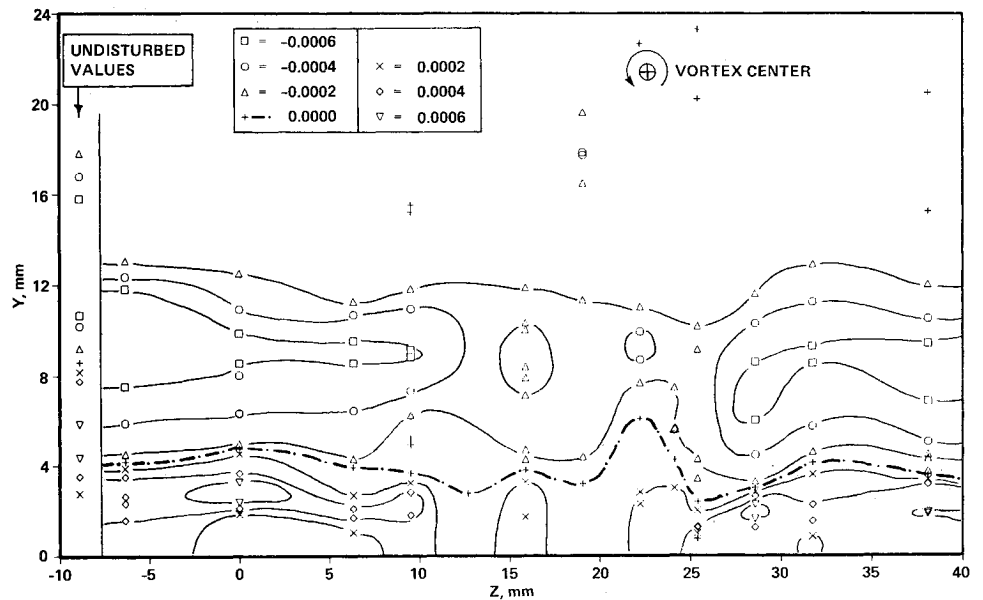 24
20
16
12
8
4
0
Y, mm
UNDISTURBED
VALUES
□ = -0.0006
○ = -0.0004
△ = -0.0002
+—·— 0.0000
× = 0.0002
◇ = 0.0004
▽ = 0.0006
VORTEX CENTER
-10 -5 0 5 10 15 20 25 30 35 40
Z, mm